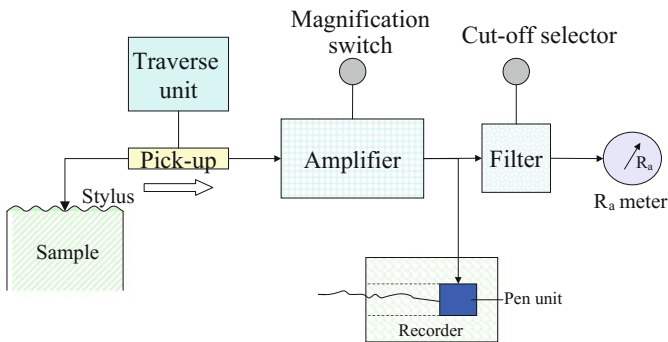 Magnification
switch
Cut-off selector
Traverse
unit
Pick-up
Amplifier
Filter
Ra
Ra meter
Stylus
Sample
Pen unit
Recorder